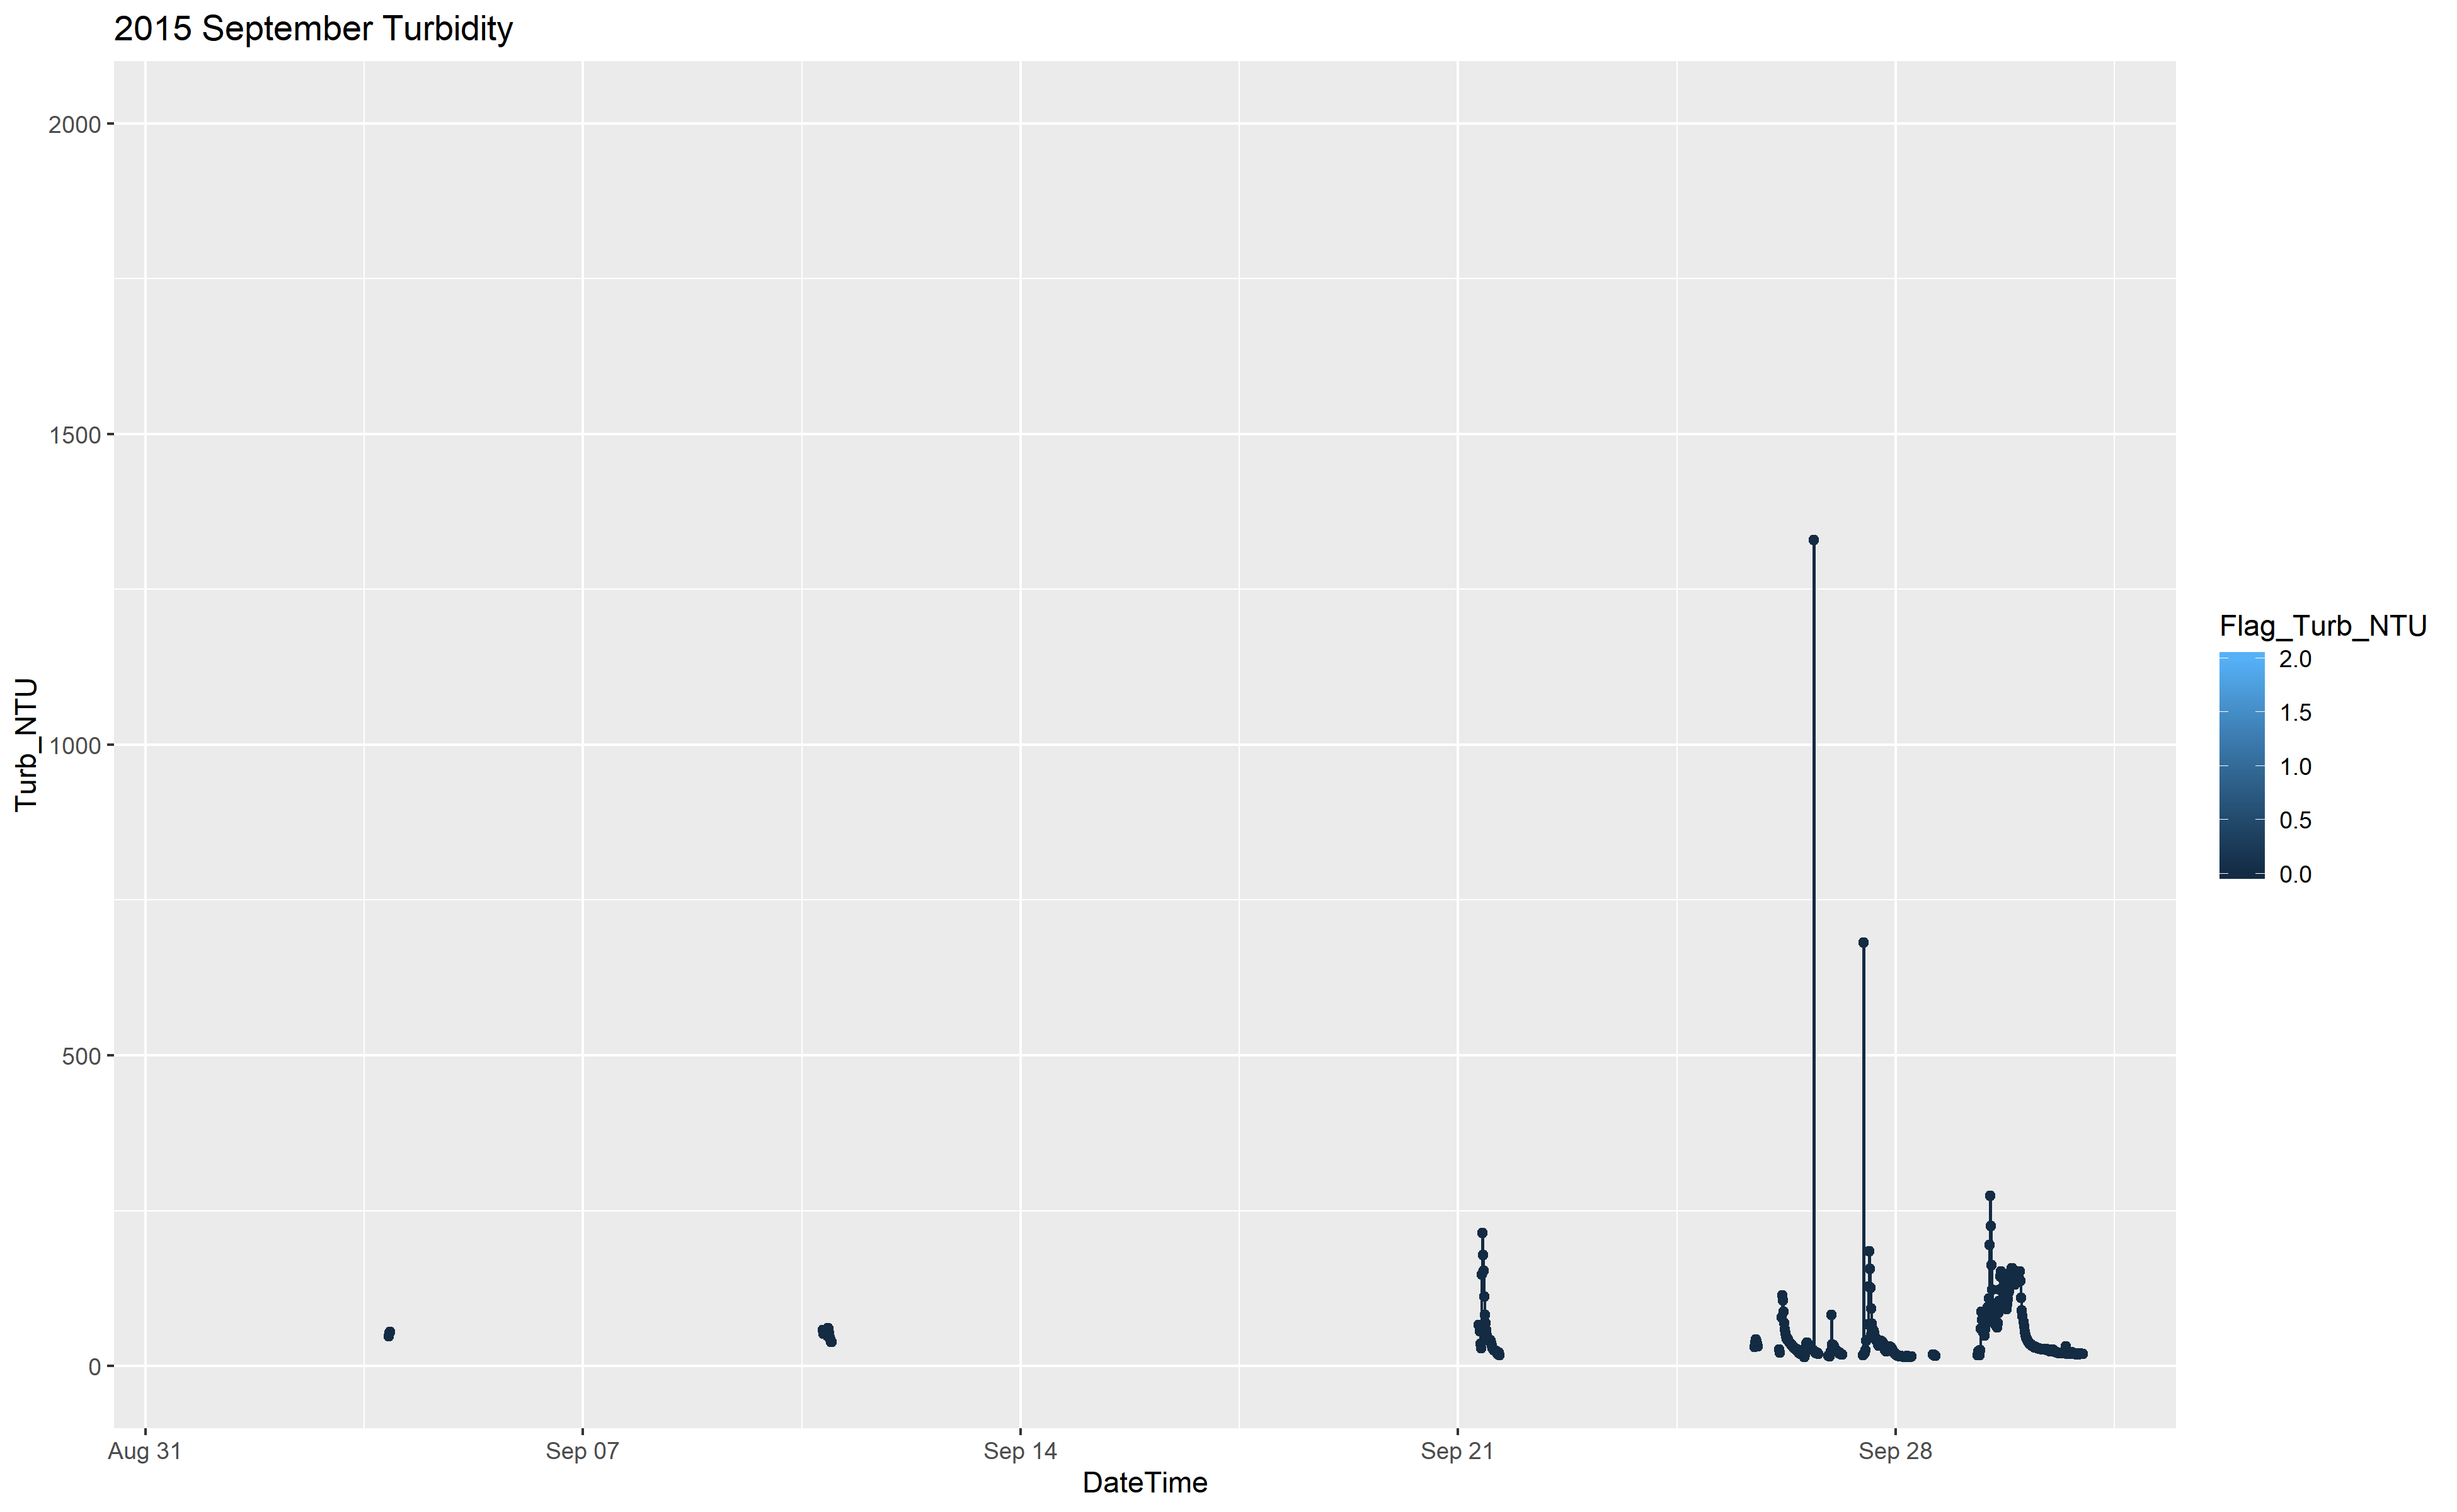 2015 September Turbidity
Turb_NTU
2000
1500
1000
500
0
Aug 31
Sep 07
Sep 14
Sep 21
Sep 28
DateTime
Flag_Turb_NTU
2.0
1.5
1.0
0.5
0.0